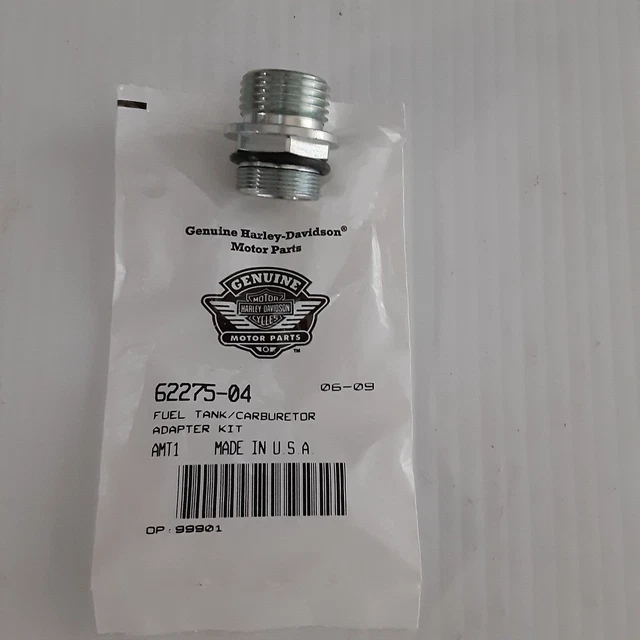 Genuine Harley-Davidson®
Motor Parts
GENUINE
MOTOR
HARLEY-DAVIDSON
CYCLES
MOTOR PARTS
™
62275-04 06-09
FUEL TANK/CARBURETOR
ADAPTER KIT
AMT1 MADE IN U.S.A.
OP:99901